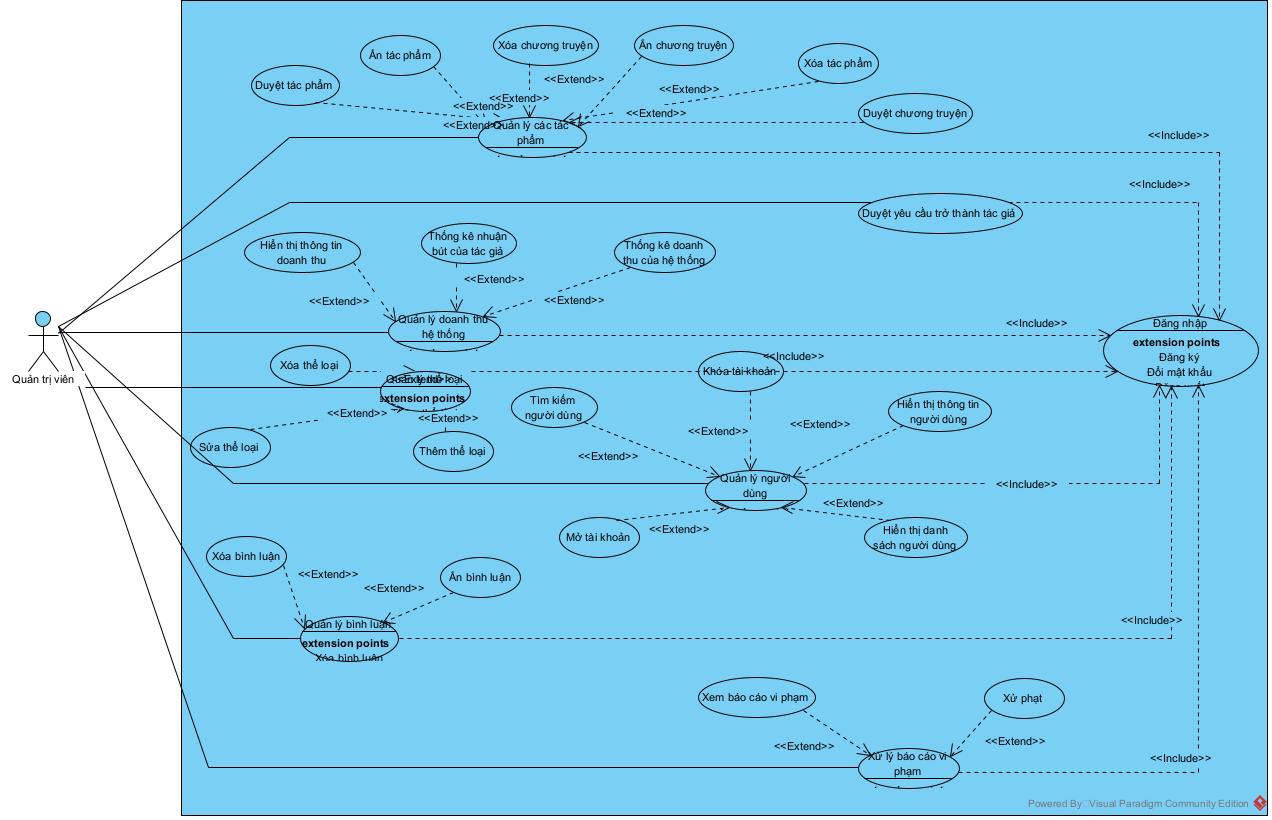 Xóa chương truyện
Ẩn chương truyện
Ẩn tác phẩm
Xóa tác phẩm
<<Extend>>
Duyệt tác phẩm
<<Extend>>
<<Extend>>
<<Extend>>
<<Extend>>
Duyệt chương truyện
<<Extend>>
Quản lý các tác
phẩm
<<Include>>
<<Include>>
Duyệt yêu cầu trở thành tác giả
Hiển thị thông tin
doanh thu
Thống kê nhuận
bút của tác giả
Thống kê doanh
thu của hệ thống
<<Extend>>
<<Extend>>
<<Extend>>
Quản lý doanh thu
hệ thống
<<Include>>
Đăng nhập
extension points
Đăng ký
Đổi mật khẩu
Quản trị viên
Xóa thể loại
Quản lý thể loại
extension points
<<Extend>>
Khóa tài khoản
<<Include>>
<<Extend>>
<<Extend>>
Sửa thể loại
Thêm thể loại
Tìm kiếm
người dùng
Hiển thị thông tin
người dùng
<<Extend>>
<<Extend>>
<<Extend>>
Quản lý người
dùng
<<Include>>
<<Extend>>
<<Extend>>
Mở tài khoản
Hiển thị danh
sách người dùng
Xóa bình luận
<<Extend>>
<<Extend>>
Ẩn bình luận
Quản lý bình luận
extension points
Xóa bình luận
<<Include>>
Xem báo cáo vi phạm
Xử phạt
<<Extend>>
<<Extend>>
Xử lý báo cáo vi
phạm
<<Include>>
Powered By Visual Paradigm Community Edition